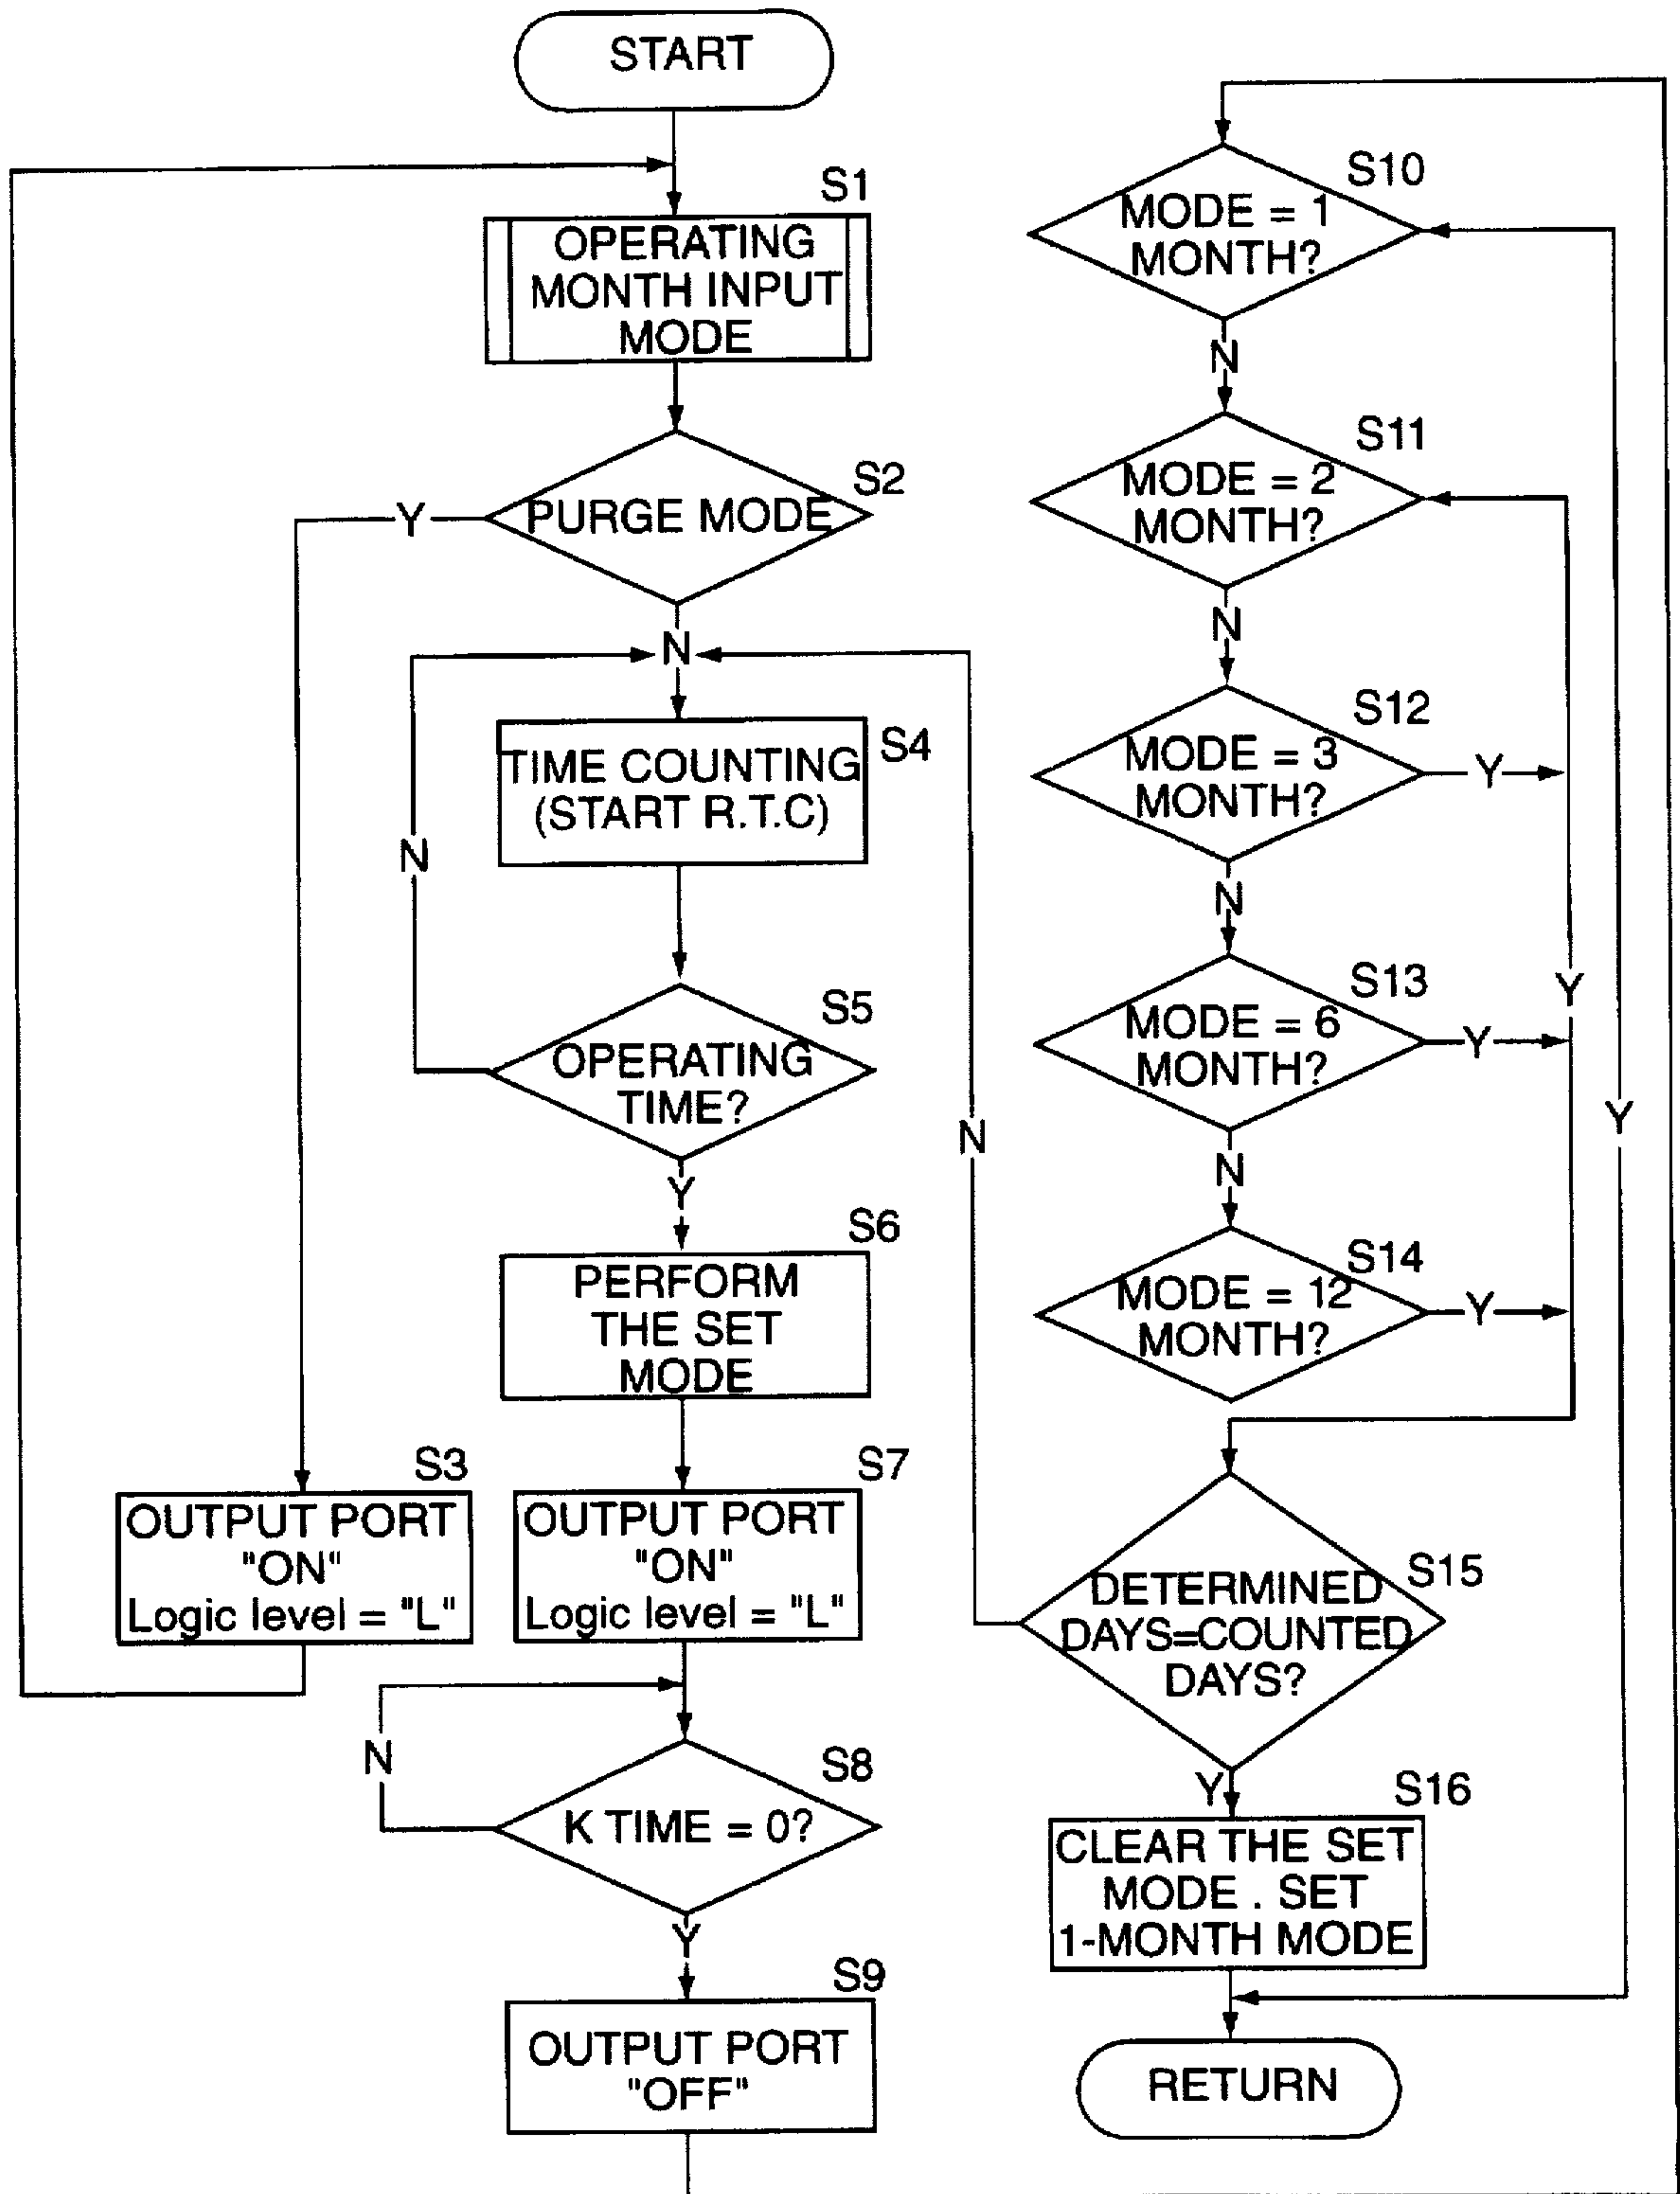 START
S1
OPERATING
MONTH INPUT
MODE
S2
PURGE MODE
Y
N
S4
TIME COUNTING
(START R.T.C)
N
S5
OPERATING
TIME?
Y
S6
PERFORM
THE SET
MODE
S3
OUTPUT PORT
"ON"
Logic level = "L"
S7
OUTPUT PORT
"ON"
Logic level = "L"
N
S8
K TIME = 0?
Y
S9
OUTPUT PORT
"OFF"
S10
MODE = 1
MONTH?
N
S11
MODE = 2
MONTH?
N
S12
MODE = 3
MONTH?
Y
N
S13
MODE = 6
MONTH?
Y
Y
Y
N
N
S14
MODE = 12
MONTH?
Y
S15
DETERMINED
DAYS=COUNTED
DAYS?
Y
S16
CLEAR THE SET
MODE . SET
1-MONTH MODE
RETURN